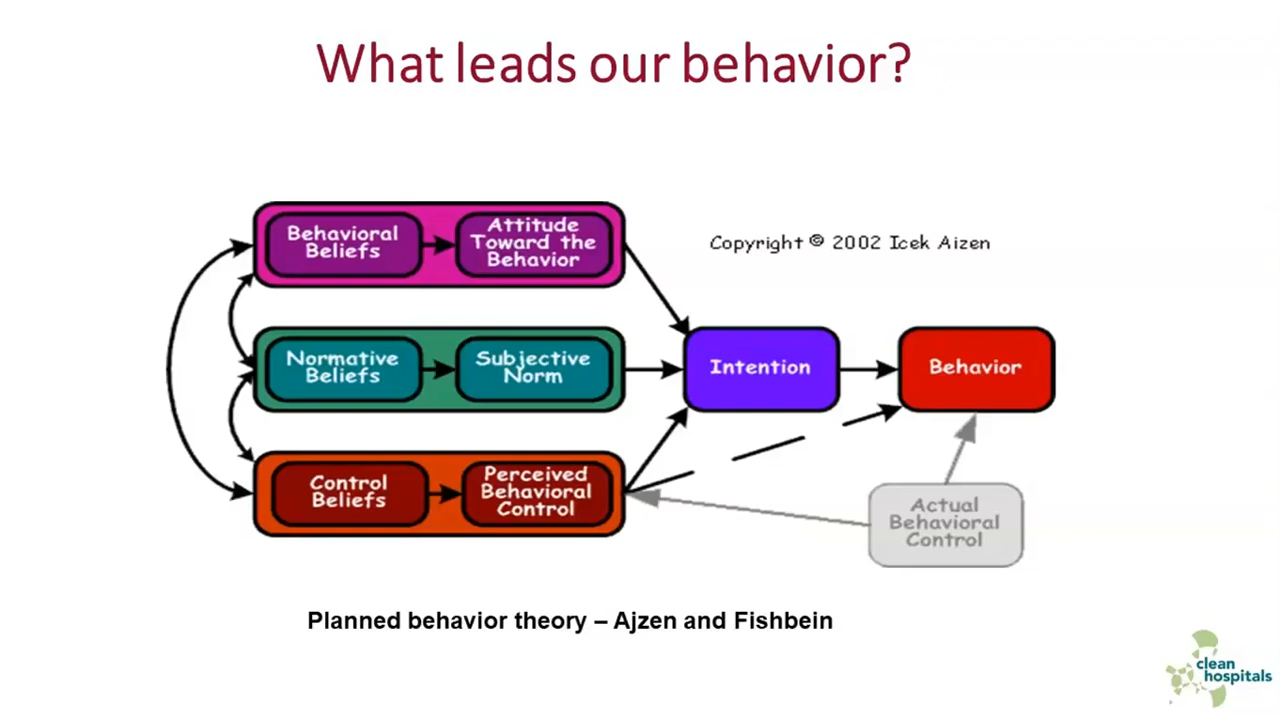 What leads our behavior?
Behavioral
Beliefs
Attitude
Toward the
Behavior
Copyright © 2002 Icek Aizen
Normative
Beliefs
Subjective
Norm
Intention
Behavior
Control
Beliefs
Perceived
Behavioral
Control
Actual
Behavioral
Control
Planned behavior theory – Ajzen and Fishbein
clean
hospitals